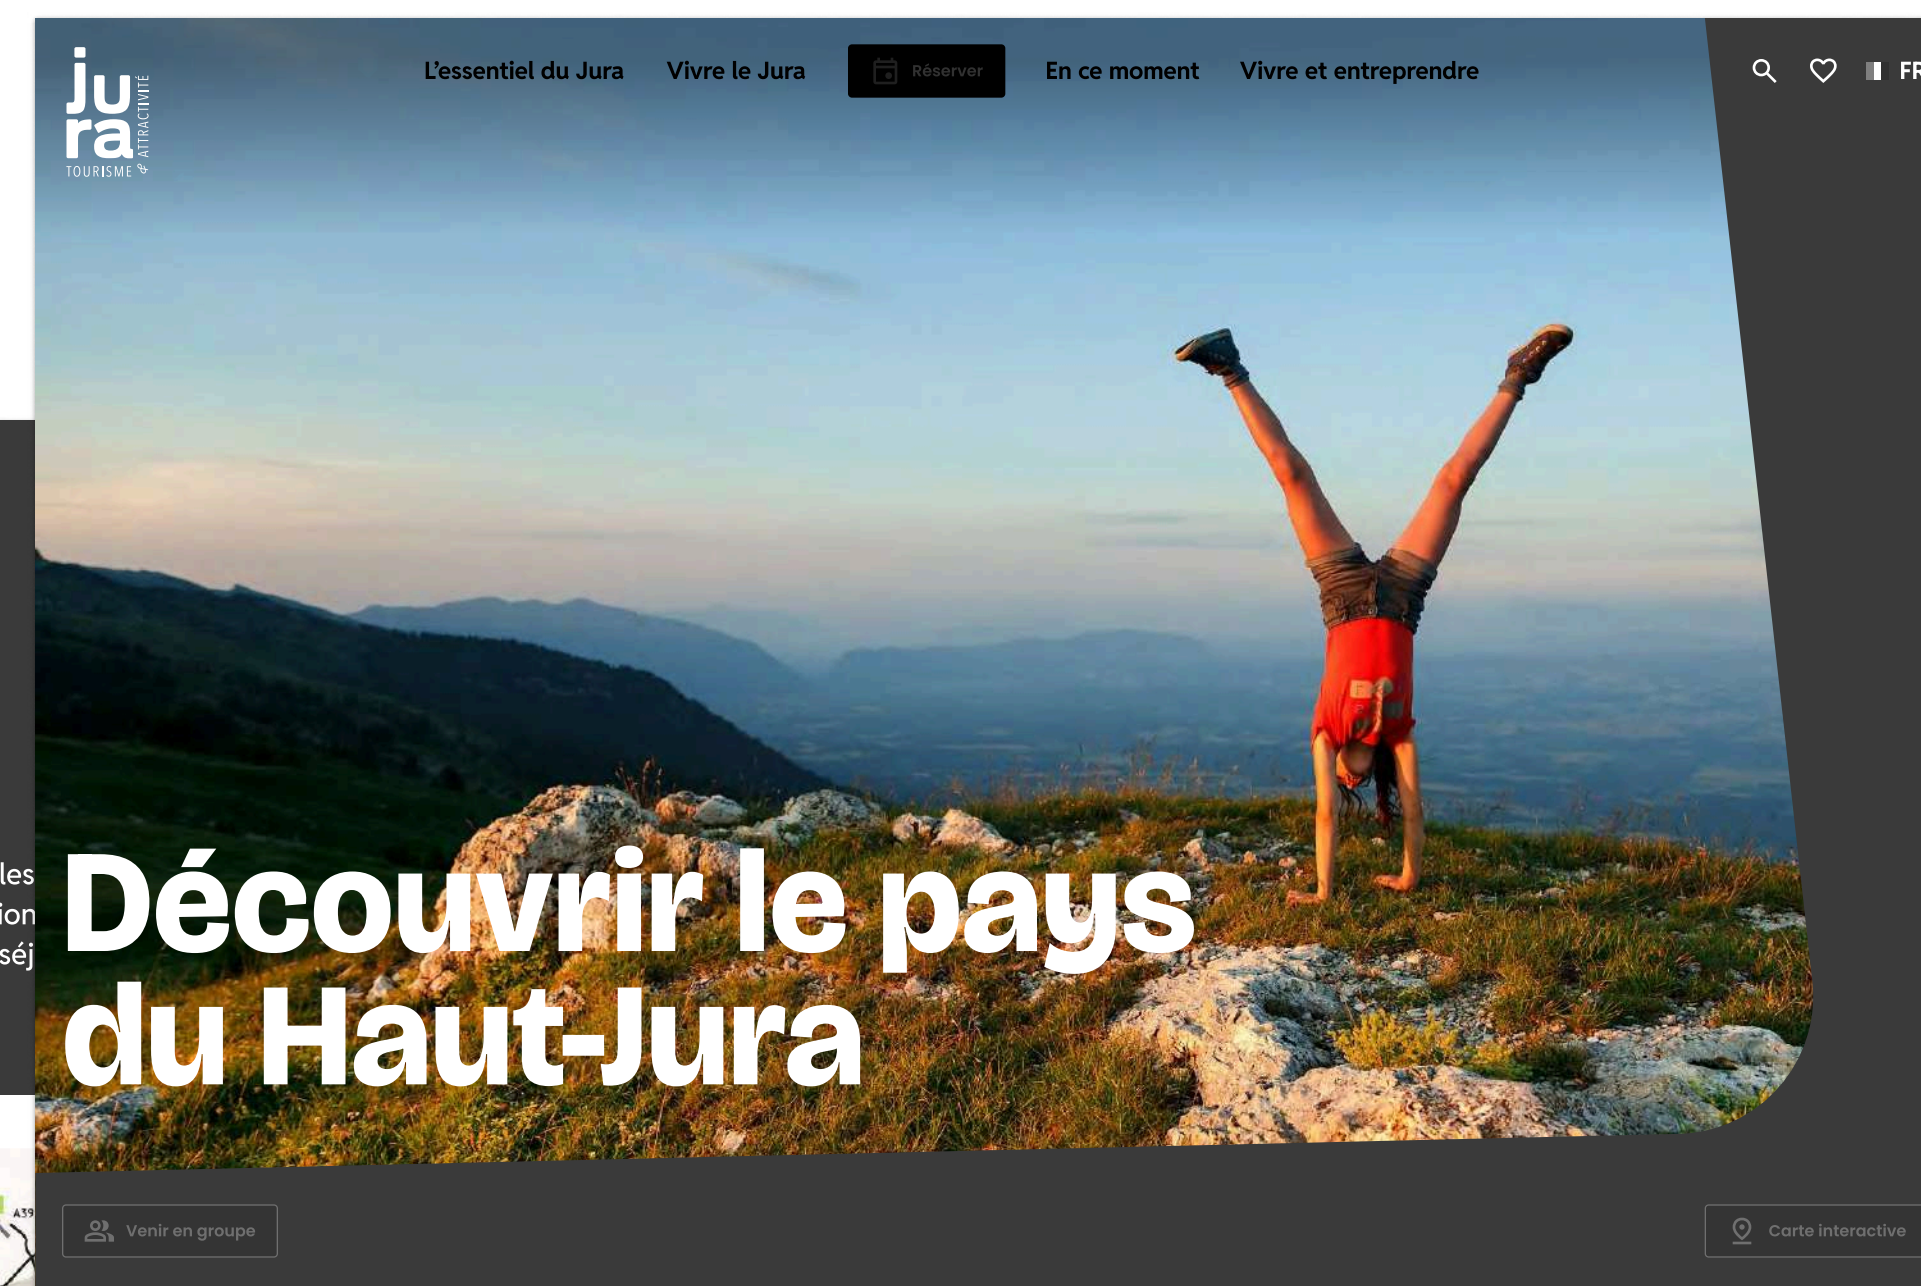 ju
ra
TOURISME
& ATTRACTIVITÉ
L'essentiel du Jura
Vivre le Jura
Réserver
En ce moment
Vivre et entreprendre
FR
les
ion
séj
Découvrir le pays
du Haut-Jura
A39
Venir en groupe
Carte interactive